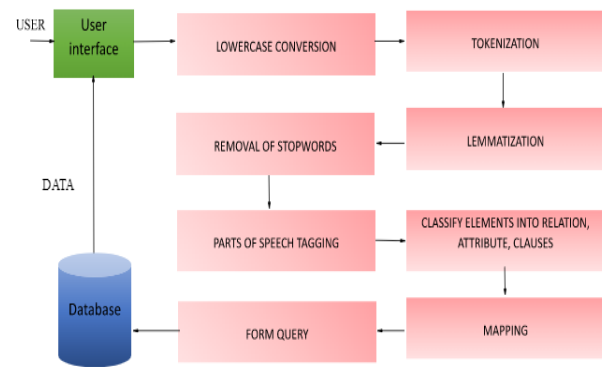 USER
User
interface
LOWERCASE CONVERSION
TOKENIZATION
REMOVAL OF STOPWORDS
LEMMATIZATION
DATA
PARTS OF SPEECH TAGGING
CLASSIFY ELEMENTS INTO RELATION,
ATTRIBUTE, CLAUSES
Database
FORM QUERY
MAPPING